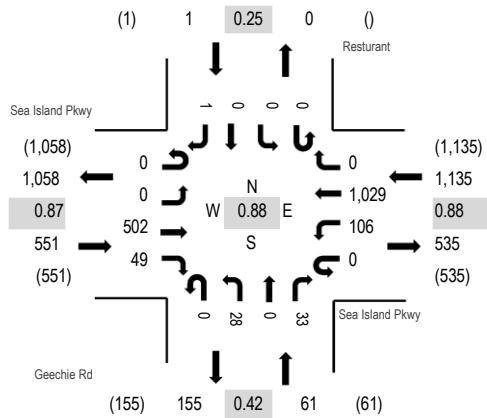 (1) 1 0.25 0 ()
Resturant
Sea Island Pkwy
1 0 0 0
(1,058)
1,058
0.87
551
(551)
0
0
502
49
N
W 0.88 E
S
0
1,029
106
0
(1,135)
1,135
0.88
535
(535)
0 28 0 33
Sea Island Pkwy
Geechie Rd
(155) 155 0.42 61 (61)